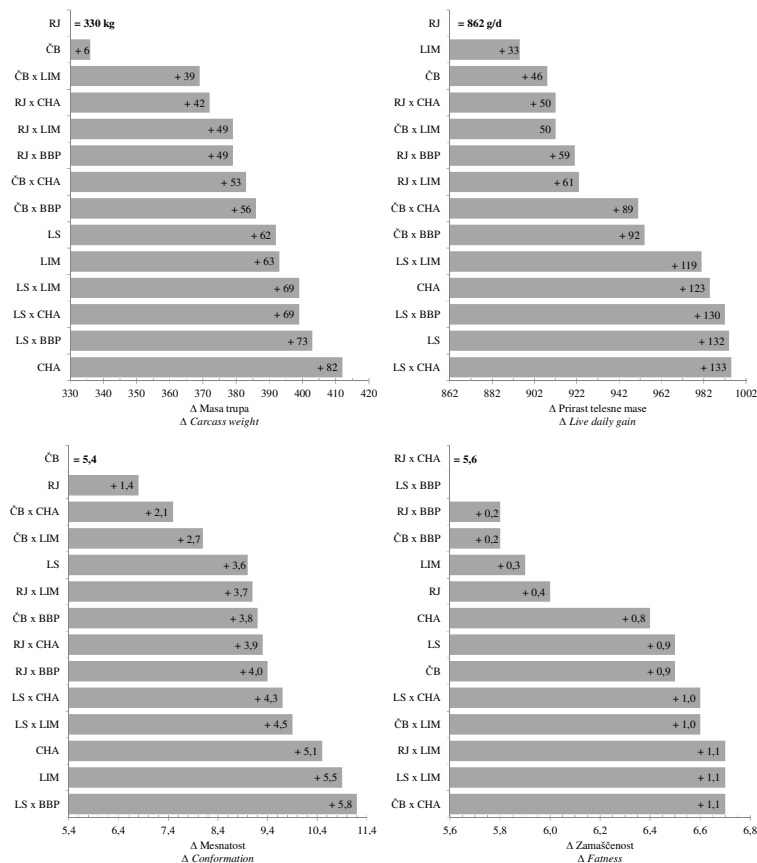 RJ = 330 kg
ČB + 6
ČB x LIM + 39
RJ x CHA + 42
RJ x LIM + 49
RJ x BBP + 49
ČB x CHA + 53
ČB x BBP + 56
LS + 62
LIM + 63
LS x LIM + 69
LS x CHA + 69
LS x BBP + 73
CHA + 82
330 340 350 360 370 380 390 400 410 420
Δ Masa trupa
Δ Carcass weight
RJ = 862 g/d
LIM + 33
ČB + 46
RJ x CHA + 50
ČB x LIM 50
RJ x BBP + 59
RJ x LIM + 61
ČB x CHA + 89
ČB x BBP + 92
LS x LIM + 119
CHA + 123
LS x BBP + 130
LS + 132
LS x CHA + 133
862 882 902 922 942 962 982 1002
Δ Prirast telesne mase
Δ Live daily gain
ČB = 5,4
RJ + 1,4
ČB x CHA + 2,1
ČB x LIM + 2,7
LS + 3,6
RJ x LIM + 3,7
ČB x BBP + 3,8
RJ x CHA + 3,9
RJ x BBP + 4,0
LS x CHA + 4,3
LS x LIM + 4,5
CHA + 5,1
LIM + 5,5
LS x BBP + 5,8
5,4 6,4 7,4 8,4 9,4 10,4 11,4
Δ Mesnatost
Δ Conformation
RJ x CHA = 5,6
LS x BBP
RJ x BBP + 0,2
ČB x BBP + 0,2
LIM + 0,3
RJ + 0,4
CHA + 0,8
LS + 0,9
ČB + 0,9
LS x CHA + 1,0
ČB x LIM + 1,0
RJ x LIM + 1,1
LS x LIM + 1,1
ČB x CHA + 1,1
5,6 5,8 6,0 6,2 6,4 6,6 6,8
Δ Zamaščenost
Δ Fatness